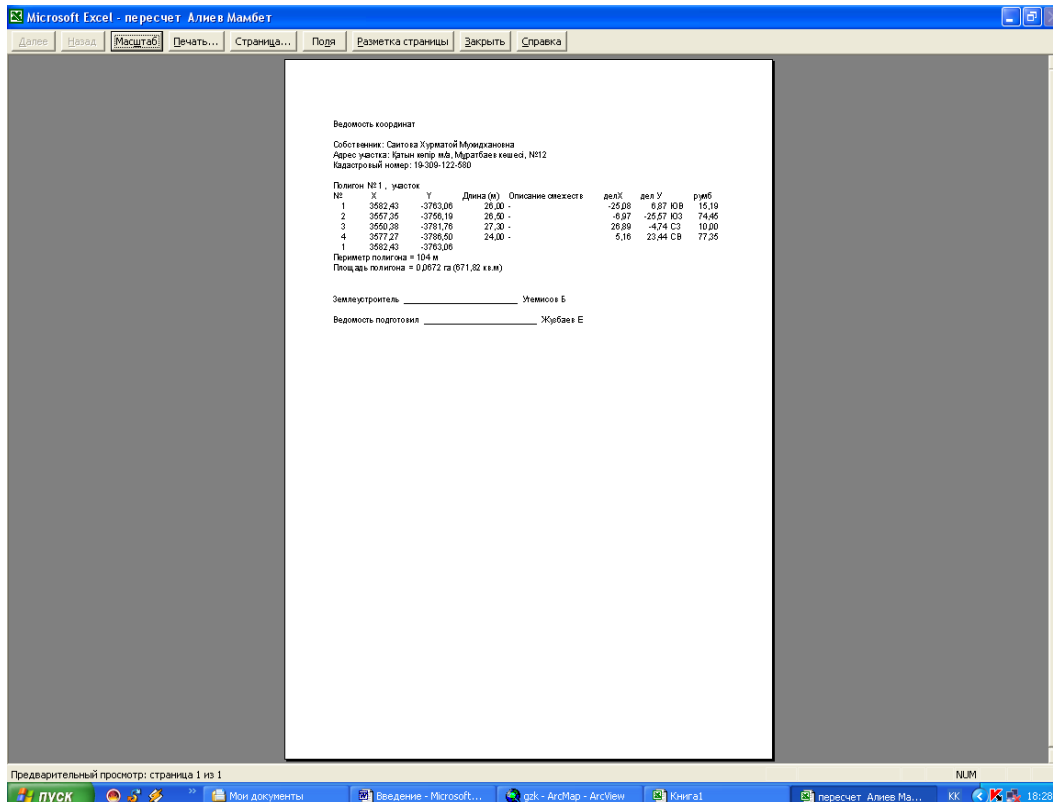 Microsoft Excel - пересчет Алиев Мамбет
Далее Назад Масштаб Печать... Страница... Поля Разметка страницы Закрыть Справка
Ведомость координат
Собственник: Саитова Хурматой Мухидхановна
Адрес участка: Қатын көпір м/а, Мұратбаев көшесі, №12
Кадастровый номер: 19-309-122-580
Полигон №1 , участок
№ X Y Длина (м) Описание смежеств делX дел У румб
1 3582,43 -3763,06 26,00 - -25,08 6,87 ЮВ 15,19
2 3557,35 -3756,19 26,50 - -6,97 -25,57 ЮЗ 74,45
3 3550,38 -3781,76 27,30 - 26,89 -4,74 СЗ 10,00
4 3577,27 -3786,50 24,00 - 5,16 23,44 СВ 77,35
1 3582,43 -3763,06
Периметр полигона = 104 м
Площадь полигона = 0,0672 га (671,82 кв.м)
Землеустроитель Утемисов Б
Ведомость подготовил Жузбаев Е
Предварительный просмотр: страница 1 из 1 NUM
пуск » Мои документы Введение - Microsoft... gzk - ArcMap - ArcView Книга1 пересчет Алиев Ма... KK 18:28